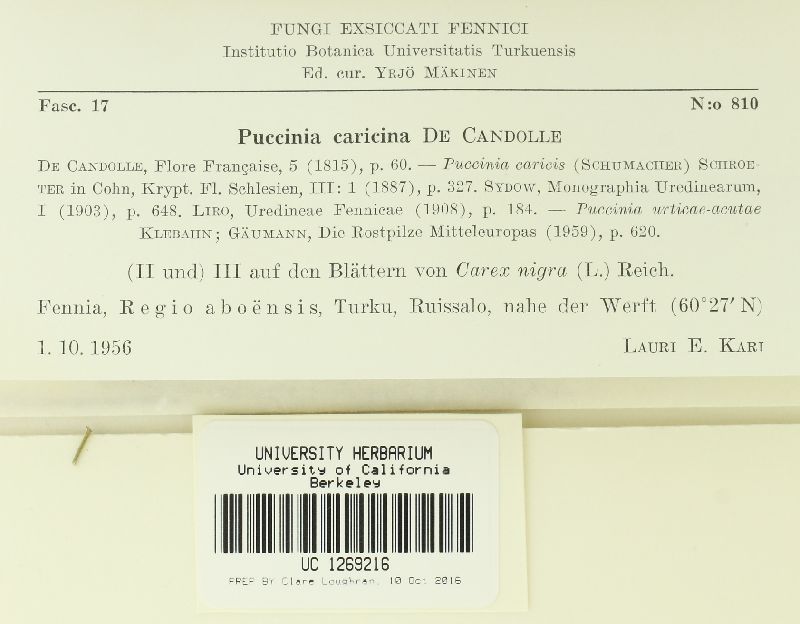 FUNGI EXSICCATI FENNICI
Institutio Botanica Universitatis Turkuensis
Ed. cur. YRJÖ MÄKINEN
Fasc. 17 N:o 810
Puccinia caricina DE CANDOLLE
DE CANDOLLE, Flore Française, 5 (1815), p. 60. — Puccinia caricis (SCHUMACHER) SCHROE-
TER in Cohn, Krypt. Fl. Schlesien, III: 1 (1887), p. 327. SYDOW, Monographia Uredinearum,
I (1903), p. 648. LIRO, Uredineae Fennicae (1908), p. 184. — Puccinia urticae-acutae
KLEBAHN; GÄUMANN, Die Rostpilze Mitteleuropas (1959), p. 620.
(II und) III auf den Blättern von Carex nigra (L.) Reich.
Fennia, Regio aboënsis, Turku, Ruissalo, nahe der Werft (60°27′ N)
1. 10. 1956 LAURI E. KARI
UNIVERSITY HERBARIUM
University of California
Berkeley
UC 1269216
PREP BY Clare Loughran, 10 Oct 2016